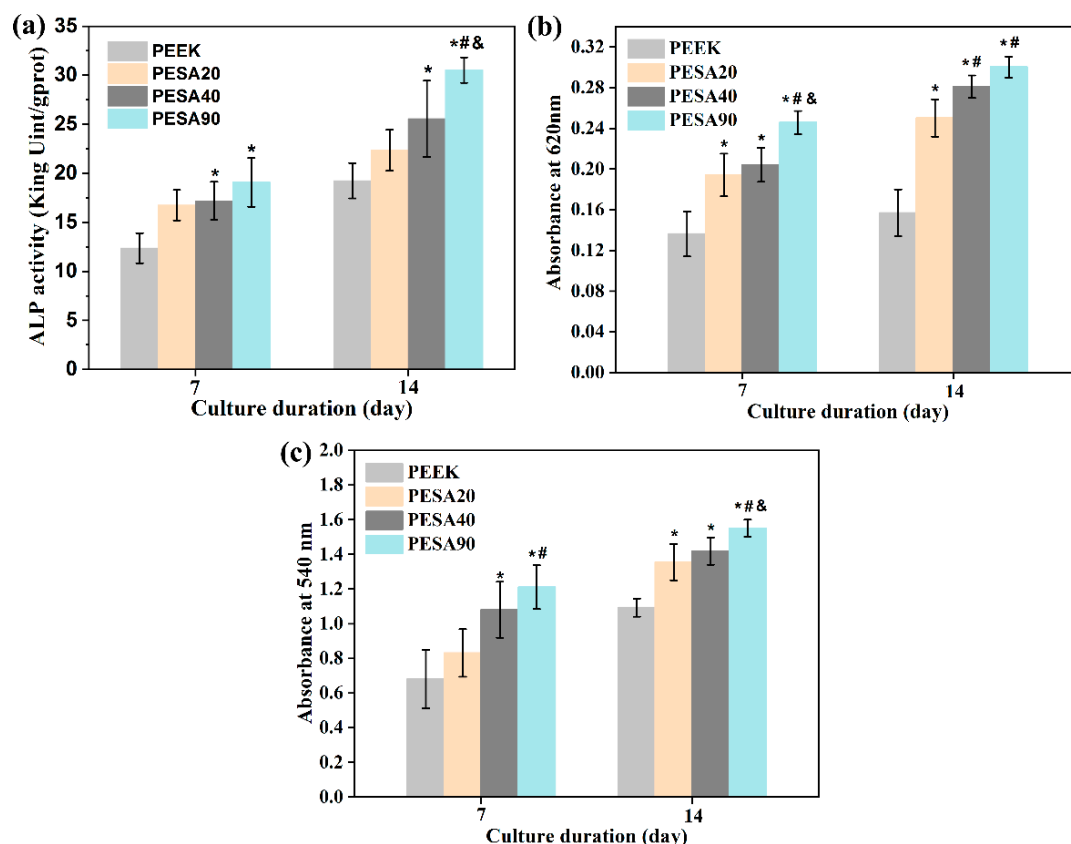 (a)
35
30
25
20
15
10
5
0
ALP activity (King Uint/gprot)
PEEK
PESA20
PESA40
PESA90
*
*
*
*#&
7
14
Culture duration (day)
(b)
0.32
0.28
0.24
0.20
0.16
0.12
0.08
0.04
0.00
Absorbance at 620nm
PEEK
PESA20
PESA40
PESA90
*
*
*#&
*
*#
*#
7
14
Culture duration (day)
(c)
2.0
1.8
1.6
1.4
1.2
1.0
0.8
0.6
0.4
0.2
0.0
Absorbance at 540 nm
PEEK
PESA20
PESA40
PESA90
*
*#
*
*
*#&
7
14
Culture duration (day)